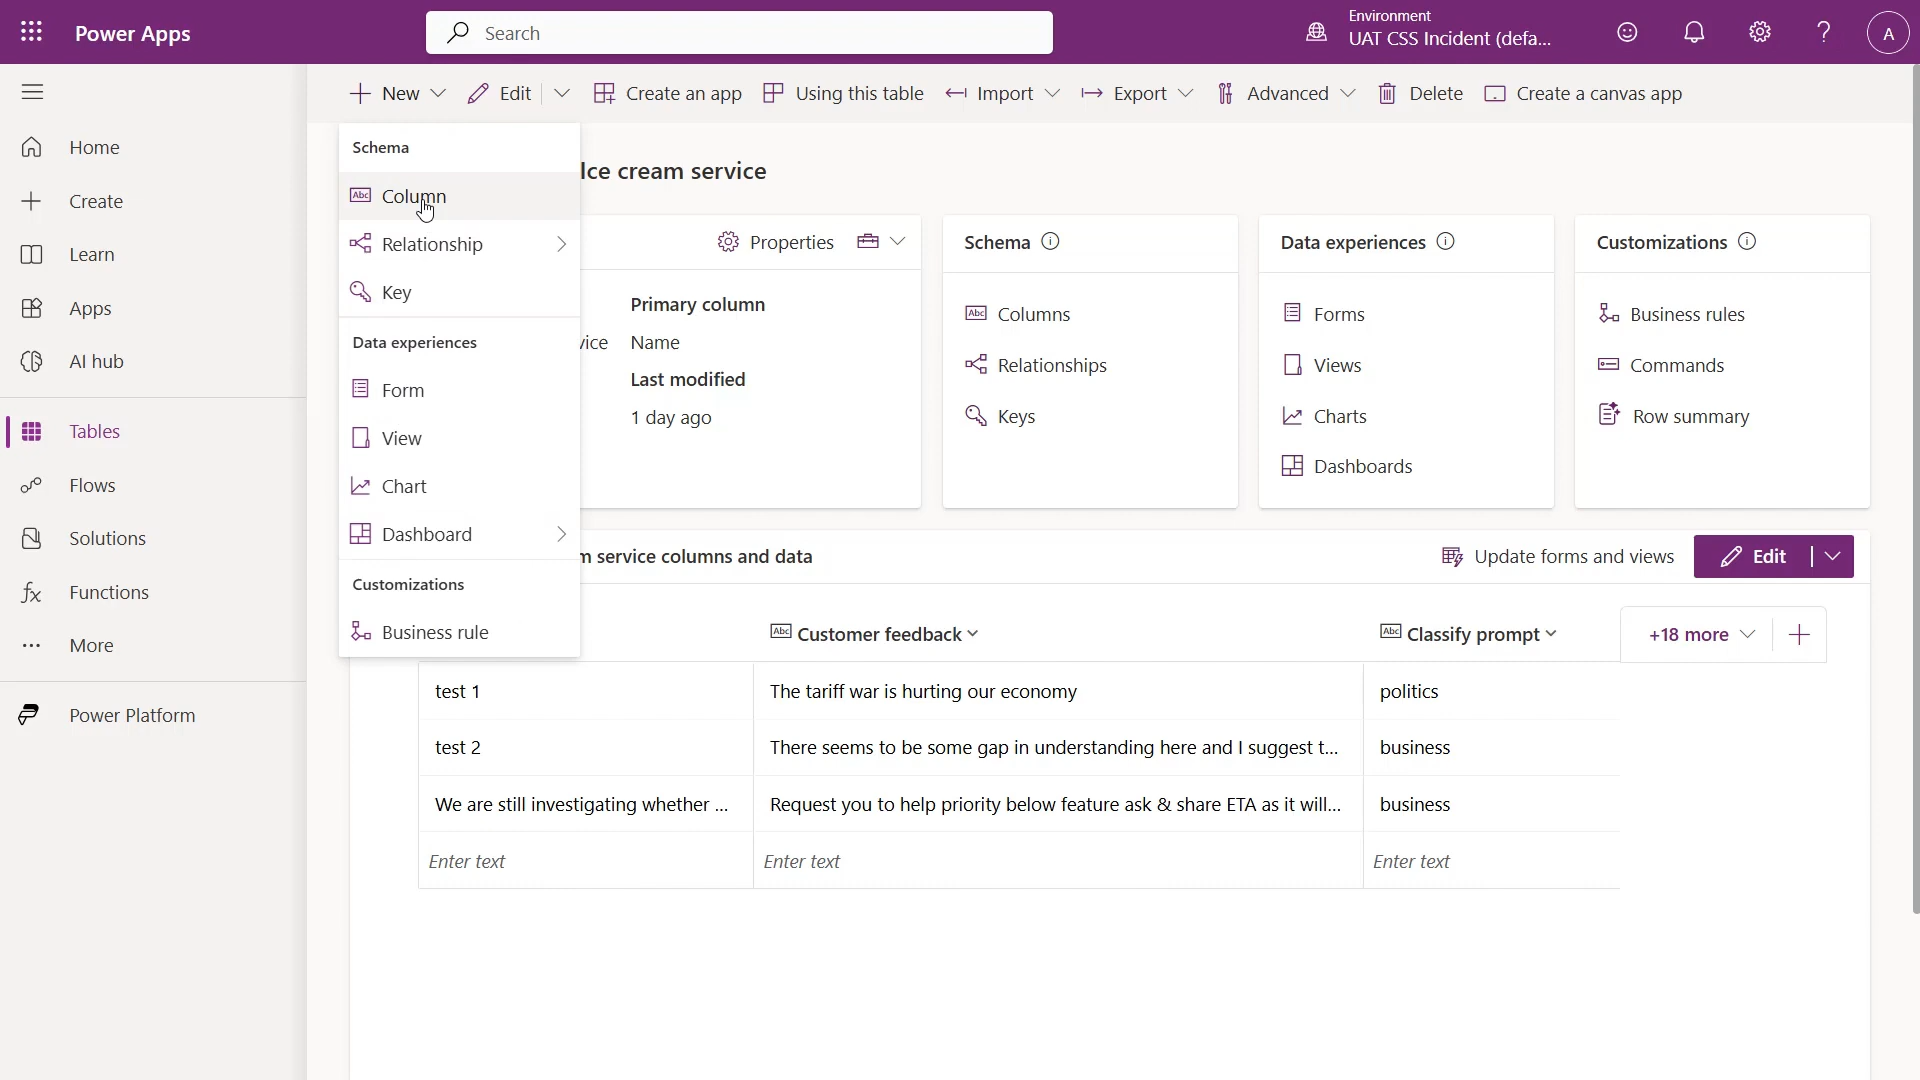 Power Apps
Search
Environment
UAT CSS Incident (defa...
A
New
Edit
Create an app
Using this table
Import
Export
Advanced
Delete
Create a canvas app
Home
Create
Learn
Apps
AI hub
Tables
Flows
Solutions
Functions
More
Power Platform
Schema
Column
Relationship
Key
Data experiences
Form
View
Chart
Dashboard
Customizations
Business rule
Ice cream service
Properties
Primary column
Name
Last modified
1 day ago
Schema
Columns
Relationships
Keys
Data experiences
Forms
Views
Charts
Dashboards
Customizations
Business rules
Commands
Row summary
service columns and data
Update forms and views
Edit
Customer feedback
Classify prompt
+18 more
test 1
The tariff war is hurting our economy
politics
test 2
There seems to be some gap in understanding here and I suggest t...
business
We are still investigating whether ...
Request you to help priority below feature ask & share ETA as it will...
business
Enter text
Enter text
Enter text